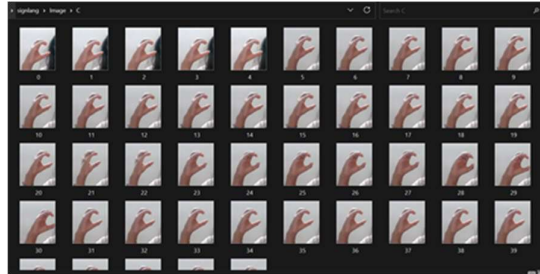 signlang › Image › C
Search C
0 1 2 3 4 5 6 7 8 9
10 11 12 13 14 15 16 17 18 19
20 21 22 23 24 25 26 27 28 29
30 31 32 33 34 35 36 37 38 39